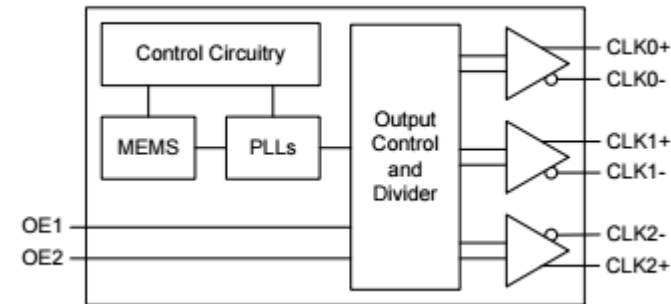 Control Circuitry
MEMS
PLLs
Output
Control
and
Divider
OE1
OE2
CLK0+
CLK0-
CLK1+
CLK1-
CLK2-
CLK2+